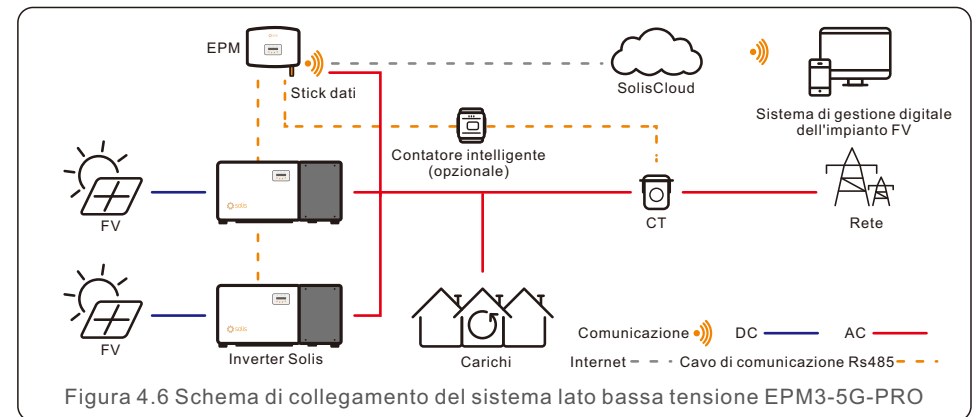 EPM
Stick dati
SolisCloud
Sistema di gestione digitale
dell'impianto FV
Contatore intelligente
(opzionale)
FV
solis
CT
Rete
FV
solis
Inverter Solis
Carichi
Comunicazione
DC
AC
Internet
Cavo di comunicazione Rs485
Figura 4.6 Schema di collegamento del sistema lato bassa tensione EPM3-5G-PRO